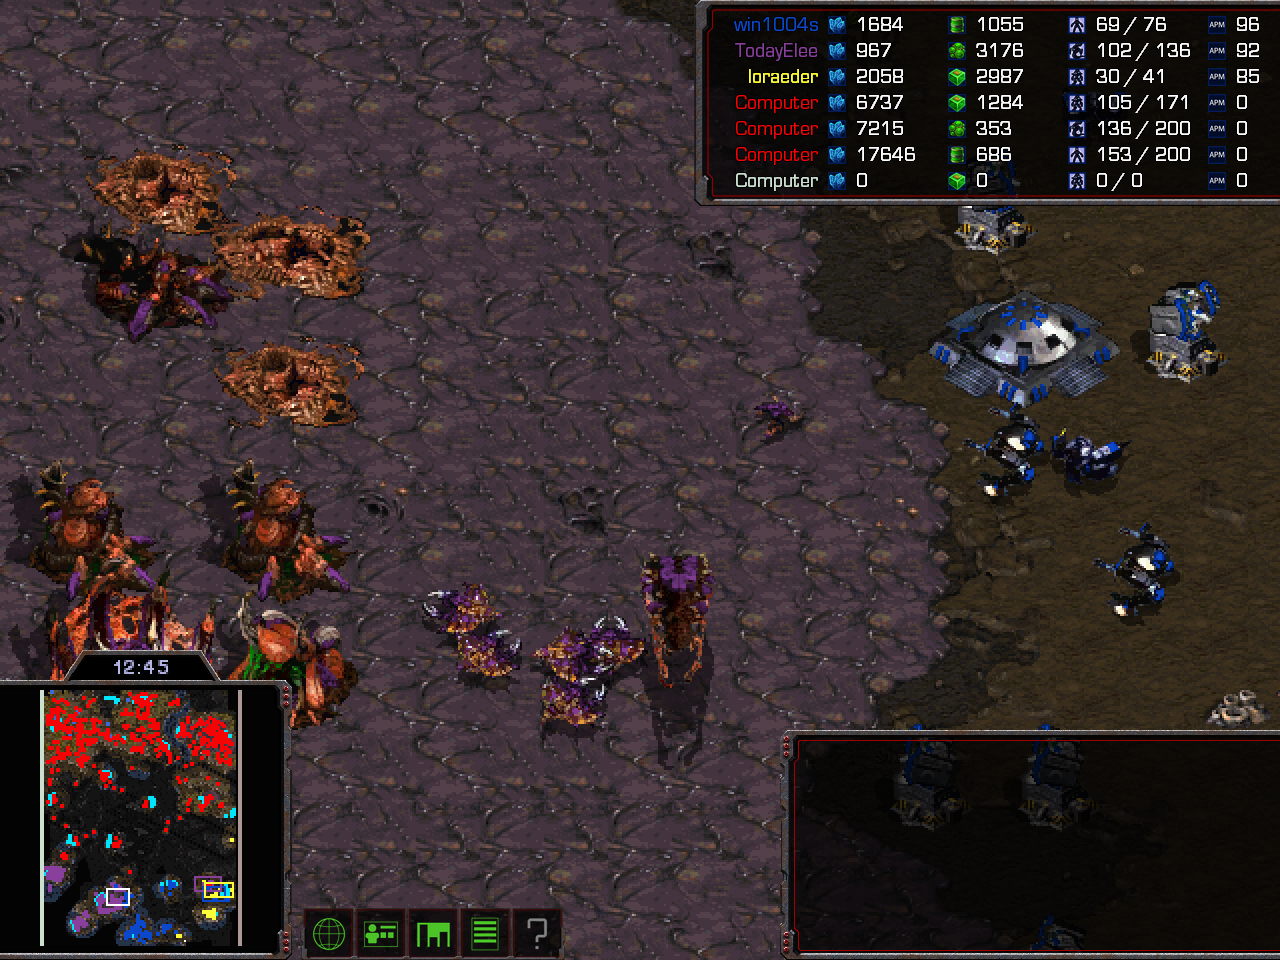 win1004s 1684 1055 69 / 76 APM 96
TodayElee 967 3176 102 / 136 APM 92
loraeder 2058 2987 30 / 41 APM 85
Computer 6737 1284 105 / 171 APM 0
Computer 7215 353 136 / 200 APM 0
Computer 17646 686 153 / 200 APM 0
Computer 0 0 0 / 0 APM 0
12:45
?